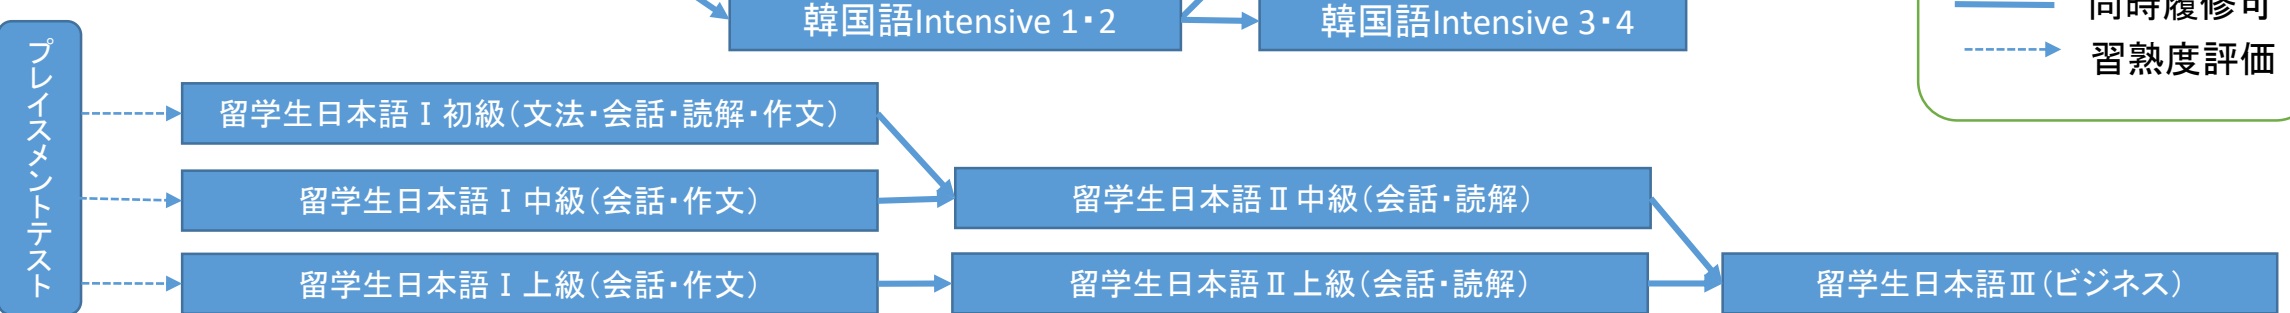 韓国語Intensive 1・2
韓国語Intensive 3・4
同時履修可
習熟度評価
プレイスメントテスト
留学生日本語Ⅰ初級(文法・会話・読解・作文)
留学生日本語Ⅰ中級(会話・作文)
留学生日本語Ⅱ中級(会話・読解)
留学生日本語Ⅰ上級(会話・作文)
留学生日本語Ⅱ上級(会話・読解)
留学生日本語Ⅲ(ビジネス)